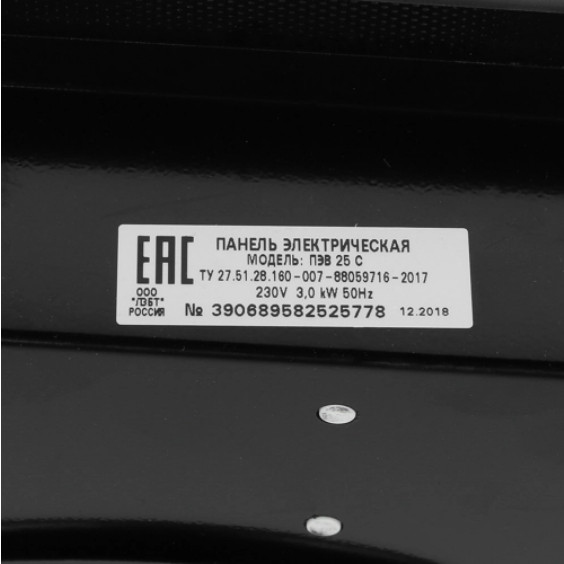 ЕАС ПАНЕЛЬ ЭЛЕКТРИЧЕСКАЯ
МОДЕЛЬ: ПЭВ 25 С
ТУ 27.51.28.160-007-88059716-2017
230V 3,0 kW 50Hz
ООО
"ЛЗБТ"
РОССИЯ
№ 390689582525778 12.2018